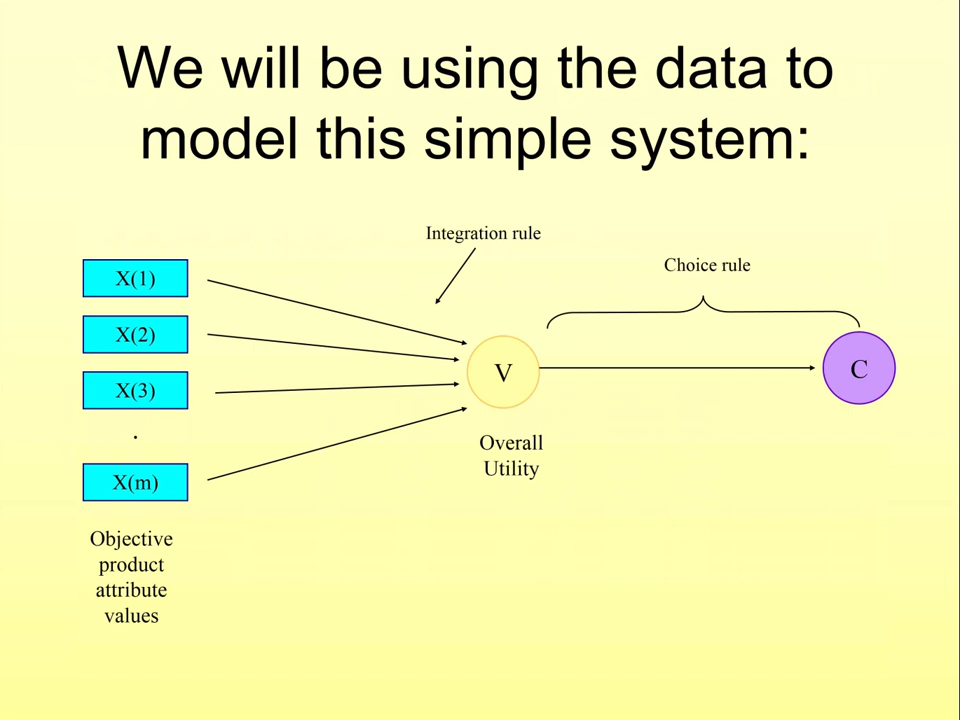 We will be using the data to
model this simple system:
Integration rule
Choice rule
X(1)
X(2)
X(3)
.
X(m)
V
C
Overall
Utility
Objective
product
attribute
values